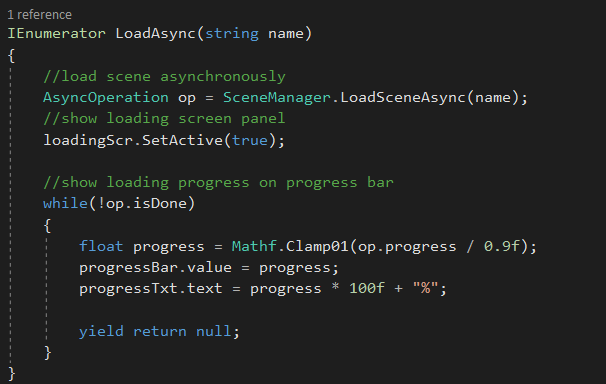 1 reference
IEnumerator LoadAsync(string name)
{
    //load scene asynchronously
    AsyncOperation op = SceneManager.LoadSceneAsync(name);
    //show loading screen panel
    loadingScr.SetActive(true);

    //show loading progress on progress bar
    while(!op.isDone)
    {
        float progress = Mathf.Clamp01(op.progress / 0.9f);
        progressBar.value = progress;
        progressTxt.text = progress * 100f + "%";

        yield return null;
    }
}